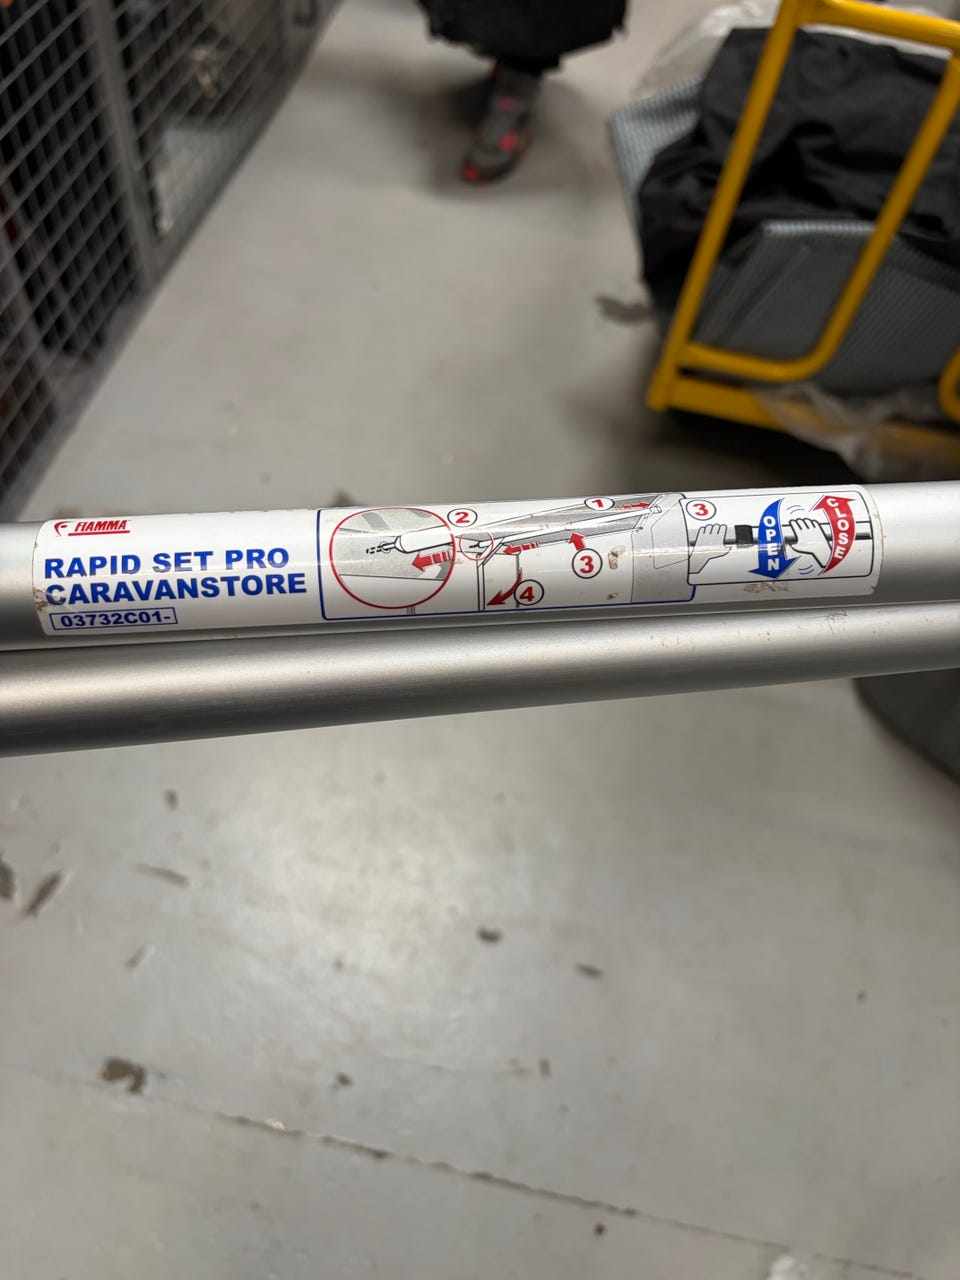 FIAMMA
RAPID SET PRO
CARAVANSTORE
03732C01-
2
1
3
4
3
OPEN
CLOSE